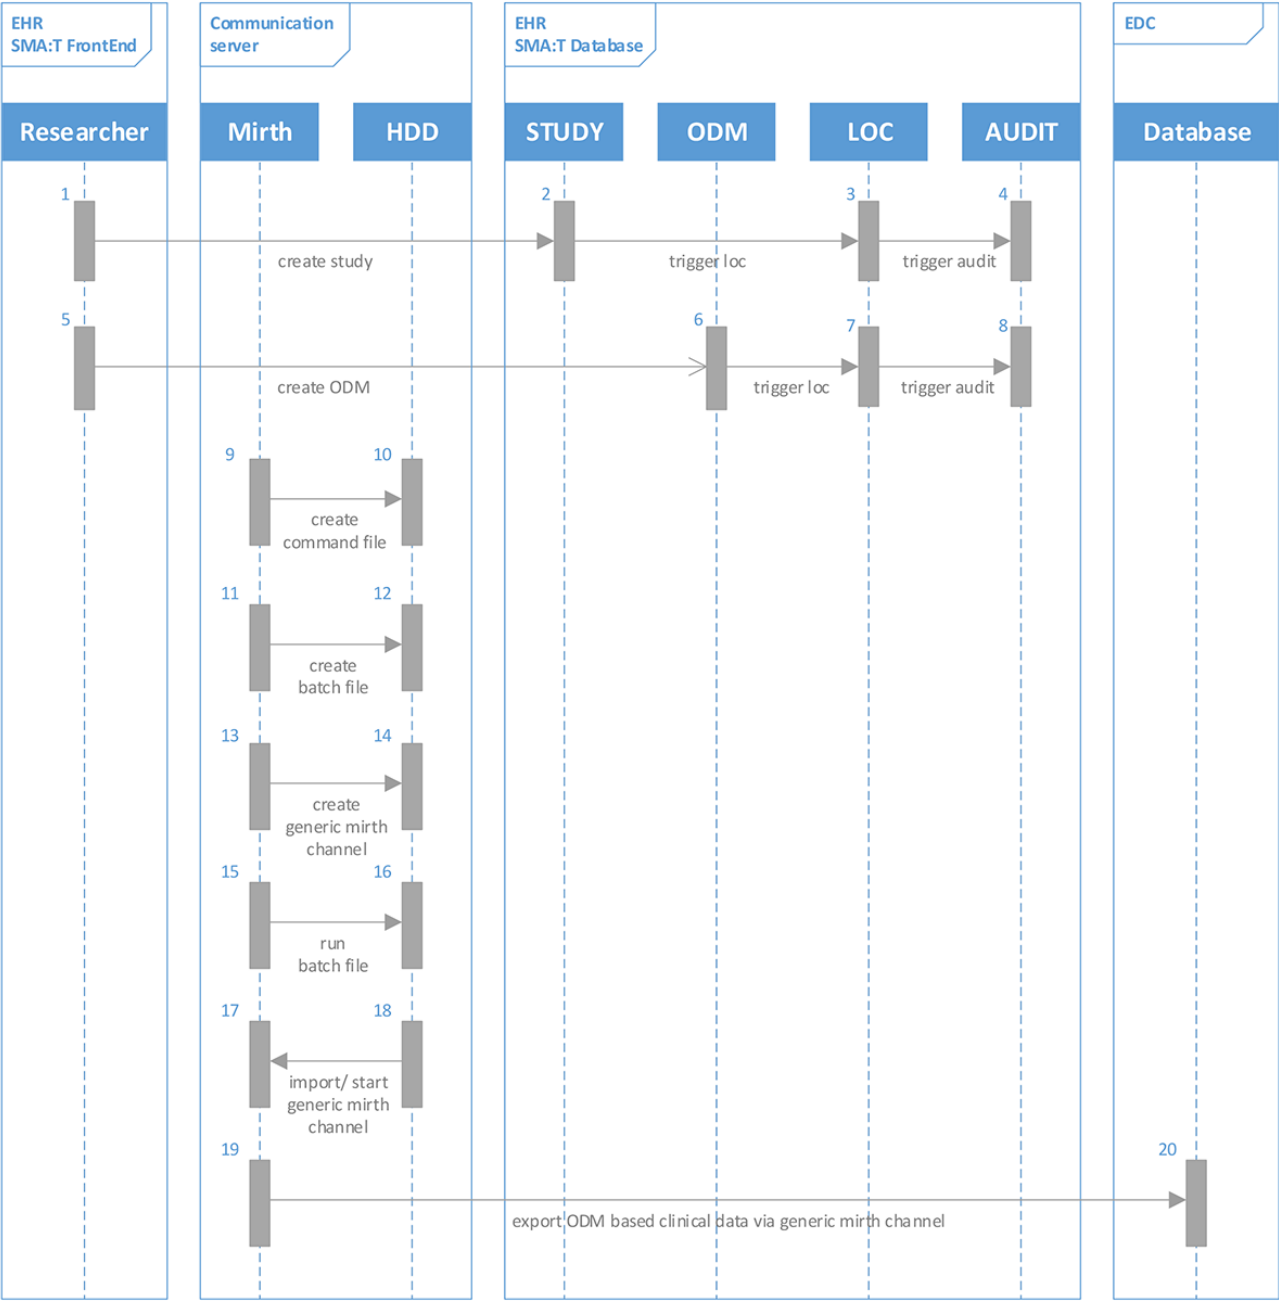 EHR
SMA:T FrontEnd
Communication
server
EHR
SMA:T Database
EDC
Researcher
Mirth
HDD
STUDY
ODM
LOC
AUDIT
Database
1
2
3
4
create study
trigger loc
trigger audit
5
6
7
8
create ODM
trigger loc
trigger audit
9
10
create
command file
11
12
create
batch file
13
14
create
generic mirth
channel
15
16
run
batch file
17
18
import/ start
generic mirth
channel
19
20
export ODM based clinical data via generic mirth channel